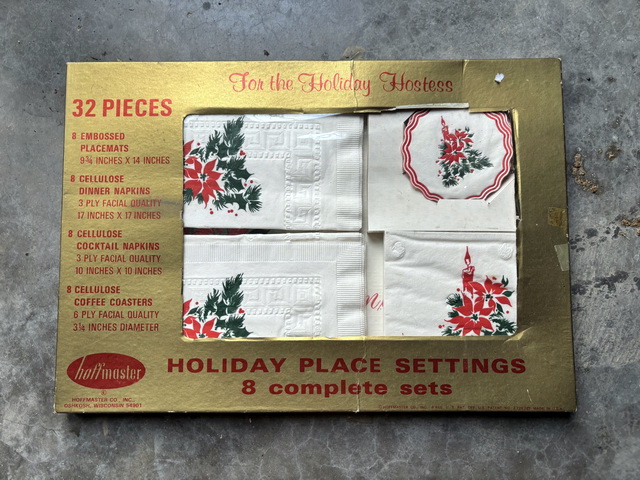 For the Holiday Hostess
32 PIECES
8 EMBOSSED
PLACEMATS
9¾ INCHES X 14 INCHES
8 CELLULOSE
DINNER NAPKINS
3 PLY FACIAL QUALITY
17 INCHES X 17 INCHES
8 CELLULOSE
COCKTAIL NAPKINS
3 PLY FACIAL QUALITY
10 INCHES X 10 INCHES
8 CELLULOSE
COFFEE COASTERS
6 PLY FACIAL QUALITY
INCHES DIAMETER
hoffmaster
®
HOFFMASTER CO., INC.
OSHKOSH, WISCONSIN 54901
HOLIDAY PLACE SETTINGS
8 complete sets
HOFFMASTER CO., INC.